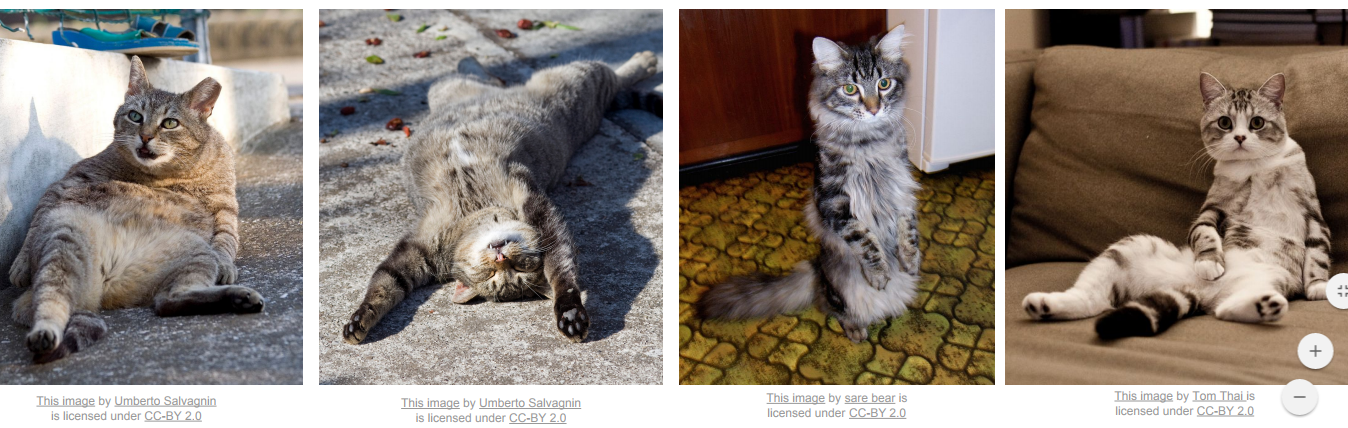 This image by Umberto Salvagnin
is licensed under CC-BY 2.0
This image by Umberto Salvagnin
is licensed under CC-BY 2.0
This image by sare bear is
licensed under CC-BY 2.0
This image by Tom Thai is
licensed under CC-BY 2.0